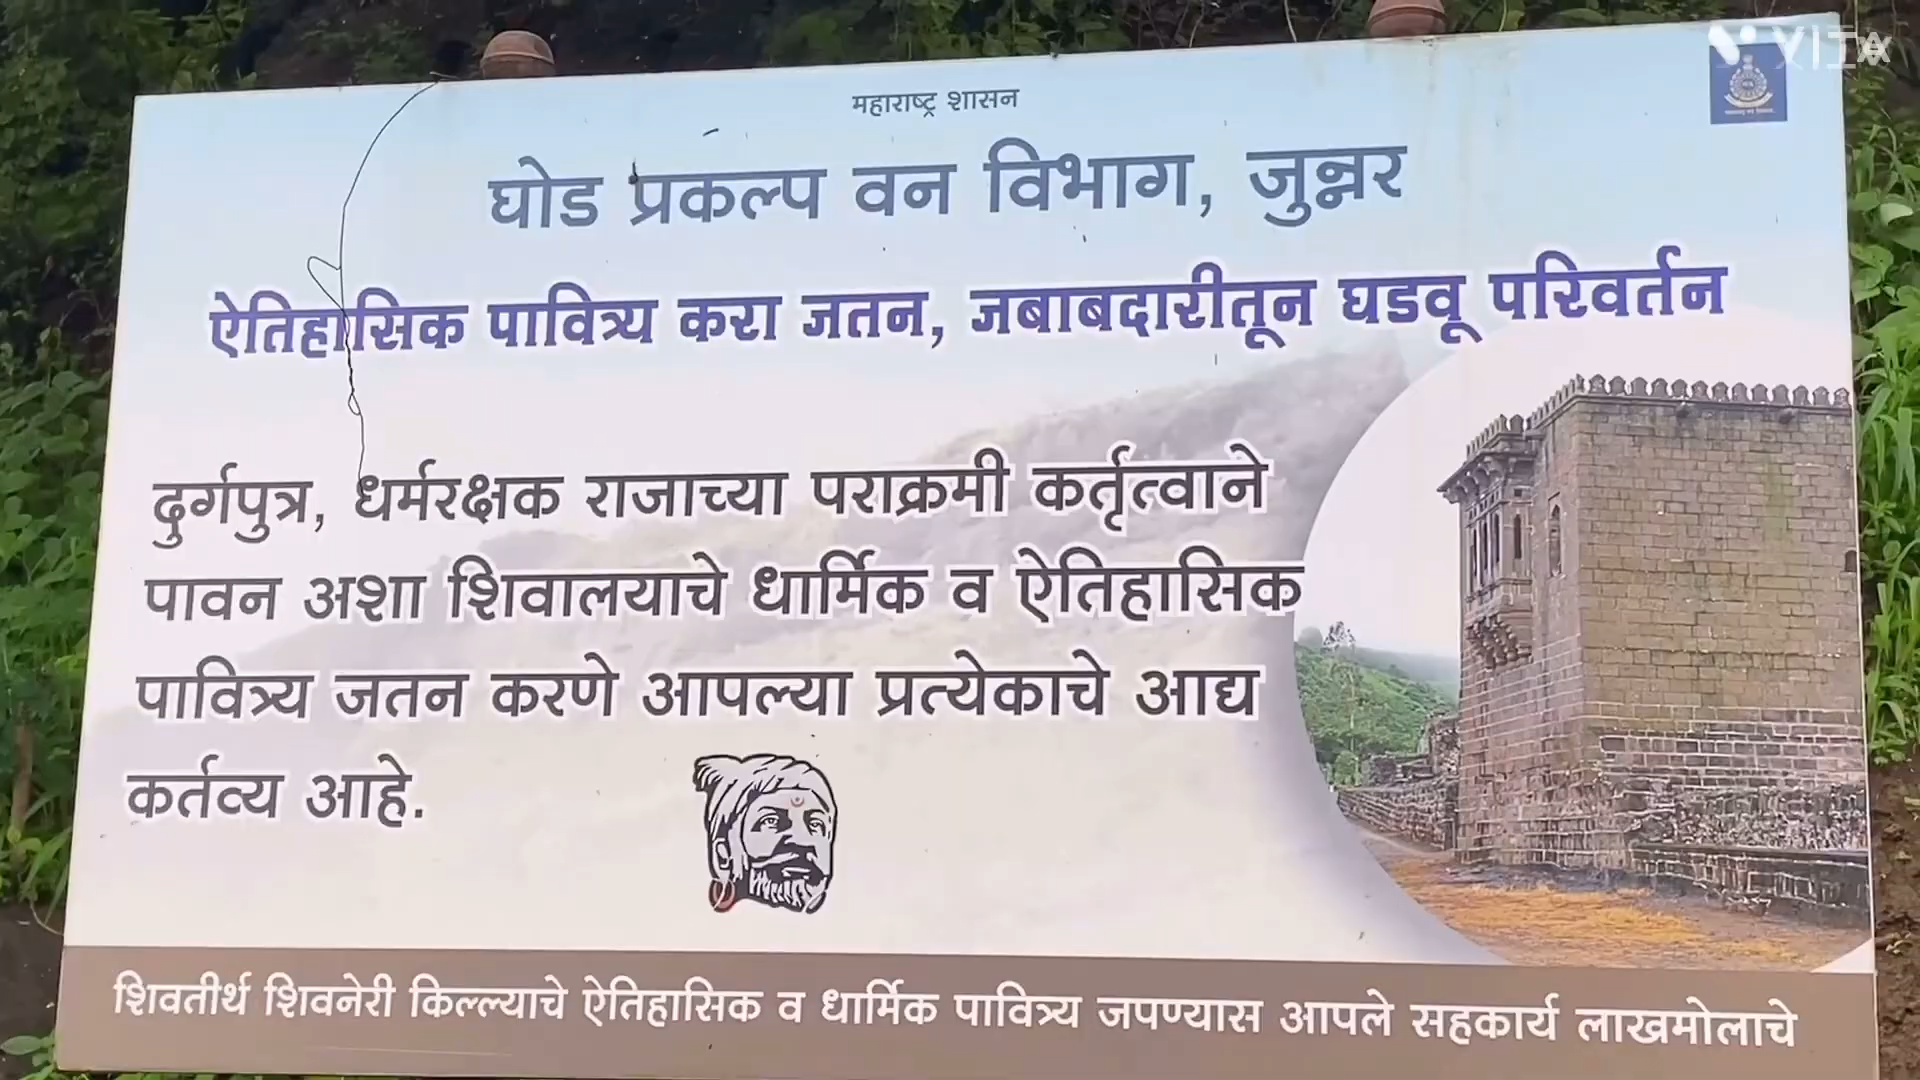 महाराष्ट्र शासन
घोड प्रकल्प वन विभाग, जुन्नर
ऐतिहासिक पावित्र्य करा जतन, जबाबदारीतून घडवू परिवर्तन
दुर्गपुत्र, धर्मरक्षक राजाच्या पराक्रमी कर्तृत्वाने
पावन अशा शिवालयाचे धार्मिक व ऐतिहासिक
पावित्र्य जतन करणे आपल्या प्रत्येकाचे आद्य
कर्तव्य आहे.
शिवतीर्थ शिवनेरी किल्ल्याचे ऐतिहासिक व धार्मिक पावित्र्य जपण्यास आपले सहकार्य लाखमोलाचे